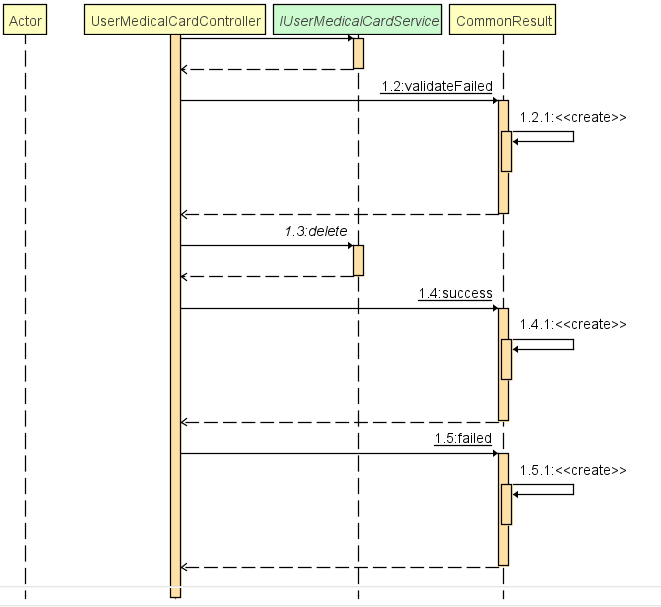 Actor
UserMedicalCardController
IUserMedicalCardService
CommonResult
1.2:validateFailed
1.2.1:<<create>>
1.3:delete
1.4:success
1.4.1:<<create>>
1.5:failed
1.5.1:<<create>>